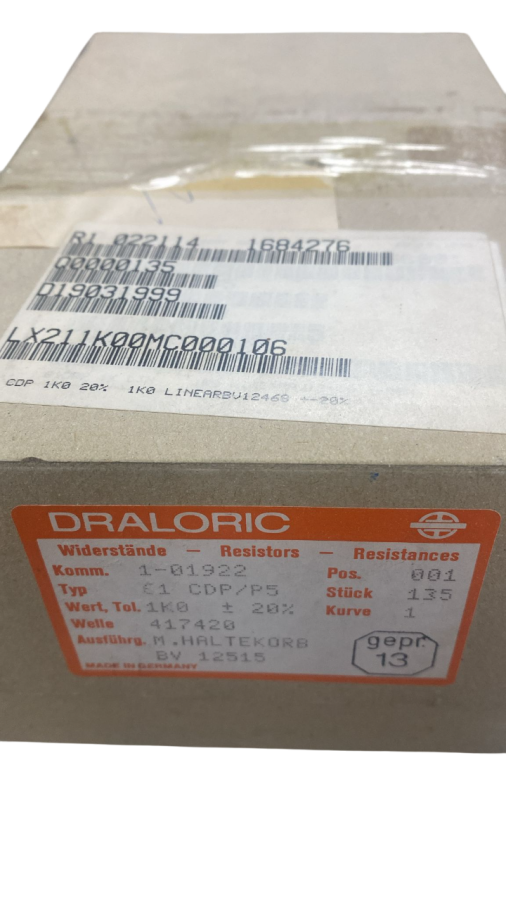 R1 022114 1684276
Q0000135
D19031999
LX211K00MC000106
CDP 1K0 20% 1K0 LINEARBV12469 +-20%
DRALORIC
Widerstände — Resistors — Resistances
Komm. 1-01922 Pos. 001
Typ 61 CDP/P5 Stück 135
Wert, Tol. 1K0 ± 20% Kurve 1
Welle 417420
Ausführg. M.HALTEKORB
BV 12515
gepr.
13
MADE IN GERMANY